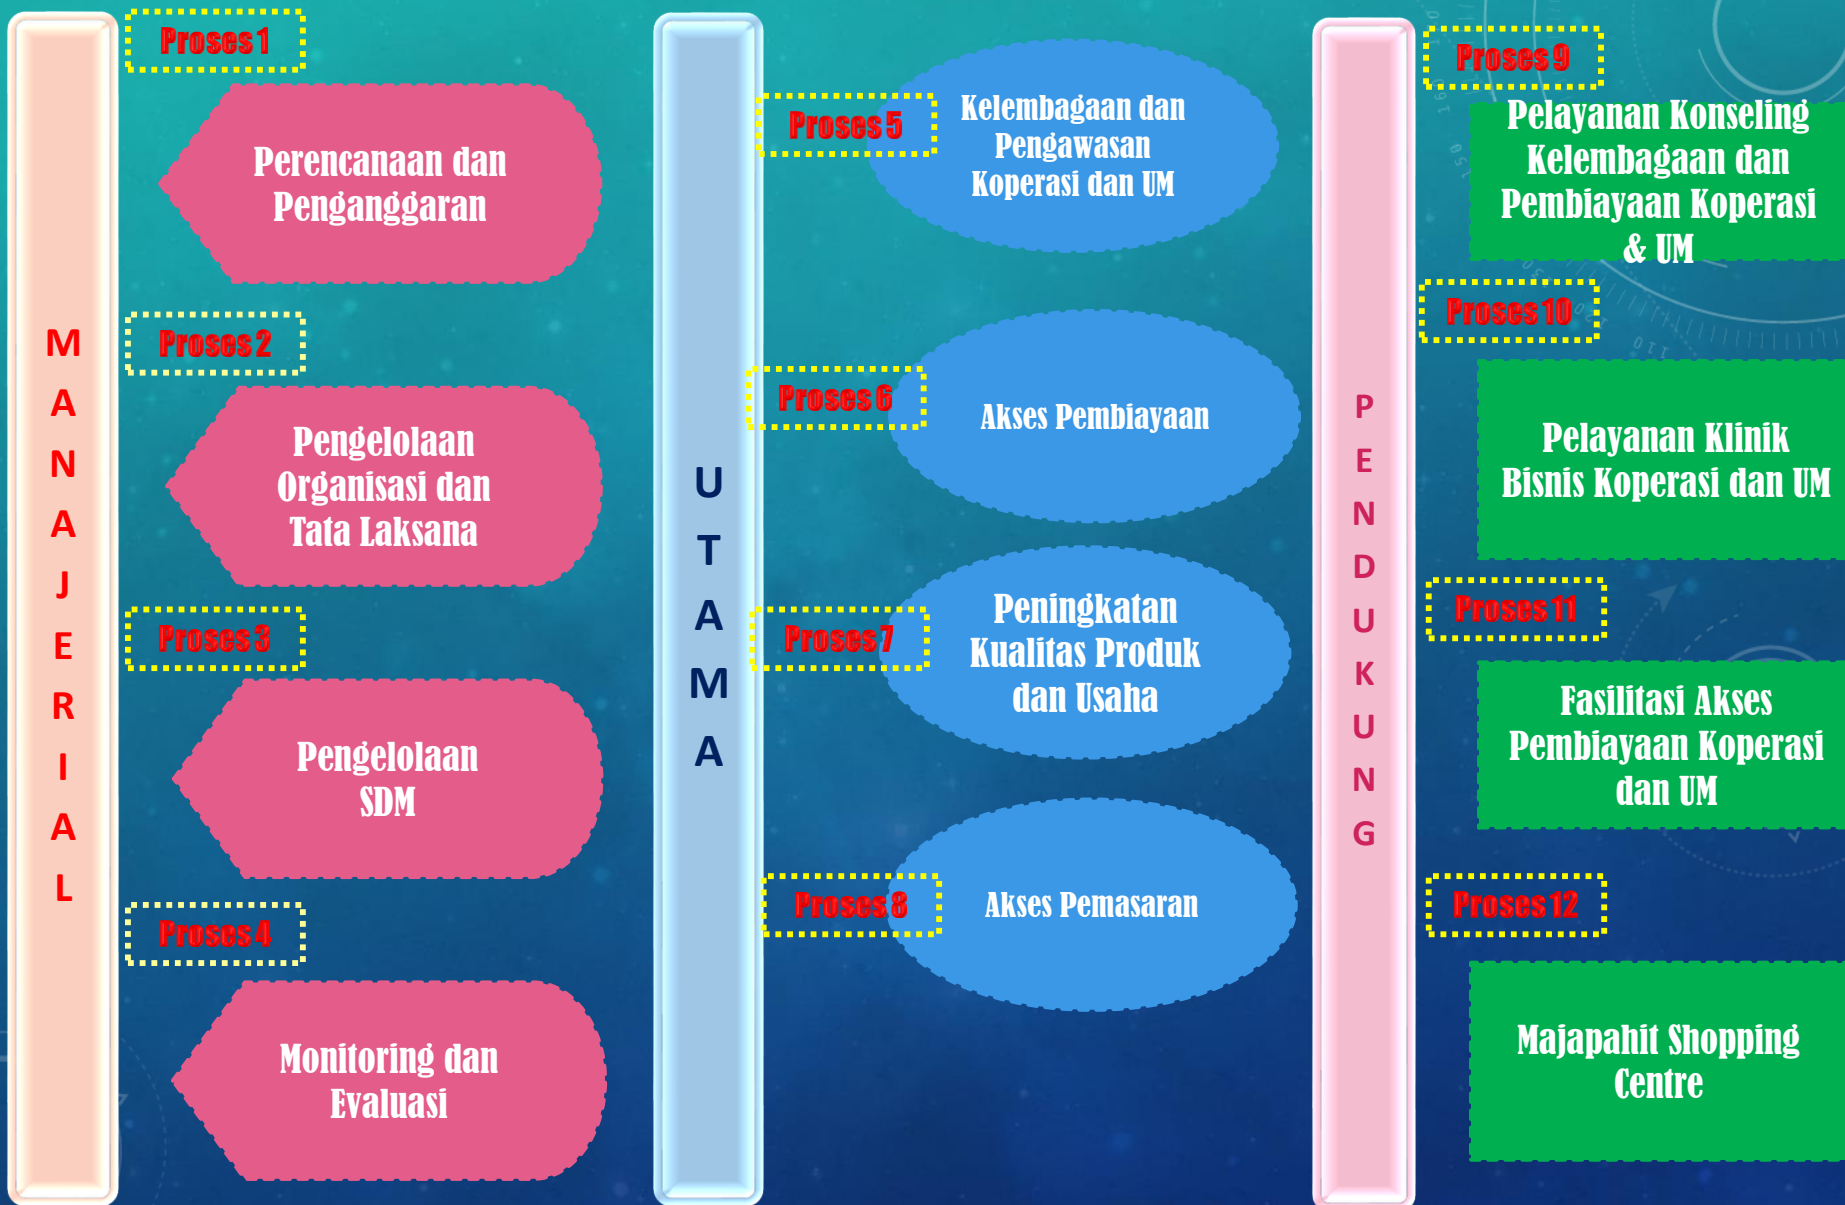 MANAJERIAL
Proses 1
Perencanaan dan
Penganggaran
Proses 2
Pengelolaan
Organisasi dan
Tata Laksana
Proses 3
Pengelolaan
SDM
Proses 4
Monitoring dan
Evaluasi
UTAMA
Proses 5
Kelembagaan dan
Pengawasan
Koperasi dan UM
Proses 6
Akses Pembiayaan
Proses 7
Peningkatan
Kualitas Produk
dan Usaha
Proses 8
Akses Pemasaran
PENDUKUNG
Proses 9
Pelayanan Konseling
Kelembagaan dan
Pembiayaan Koperasi
& UM
Proses 10
Pelayanan Klinik
Bisnis Koperasi dan UM
Proses 11
Fasilitasi Akses
Pembiayaan Koperasi
dan UM
Proses 12
Majapahit Shopping
Centre